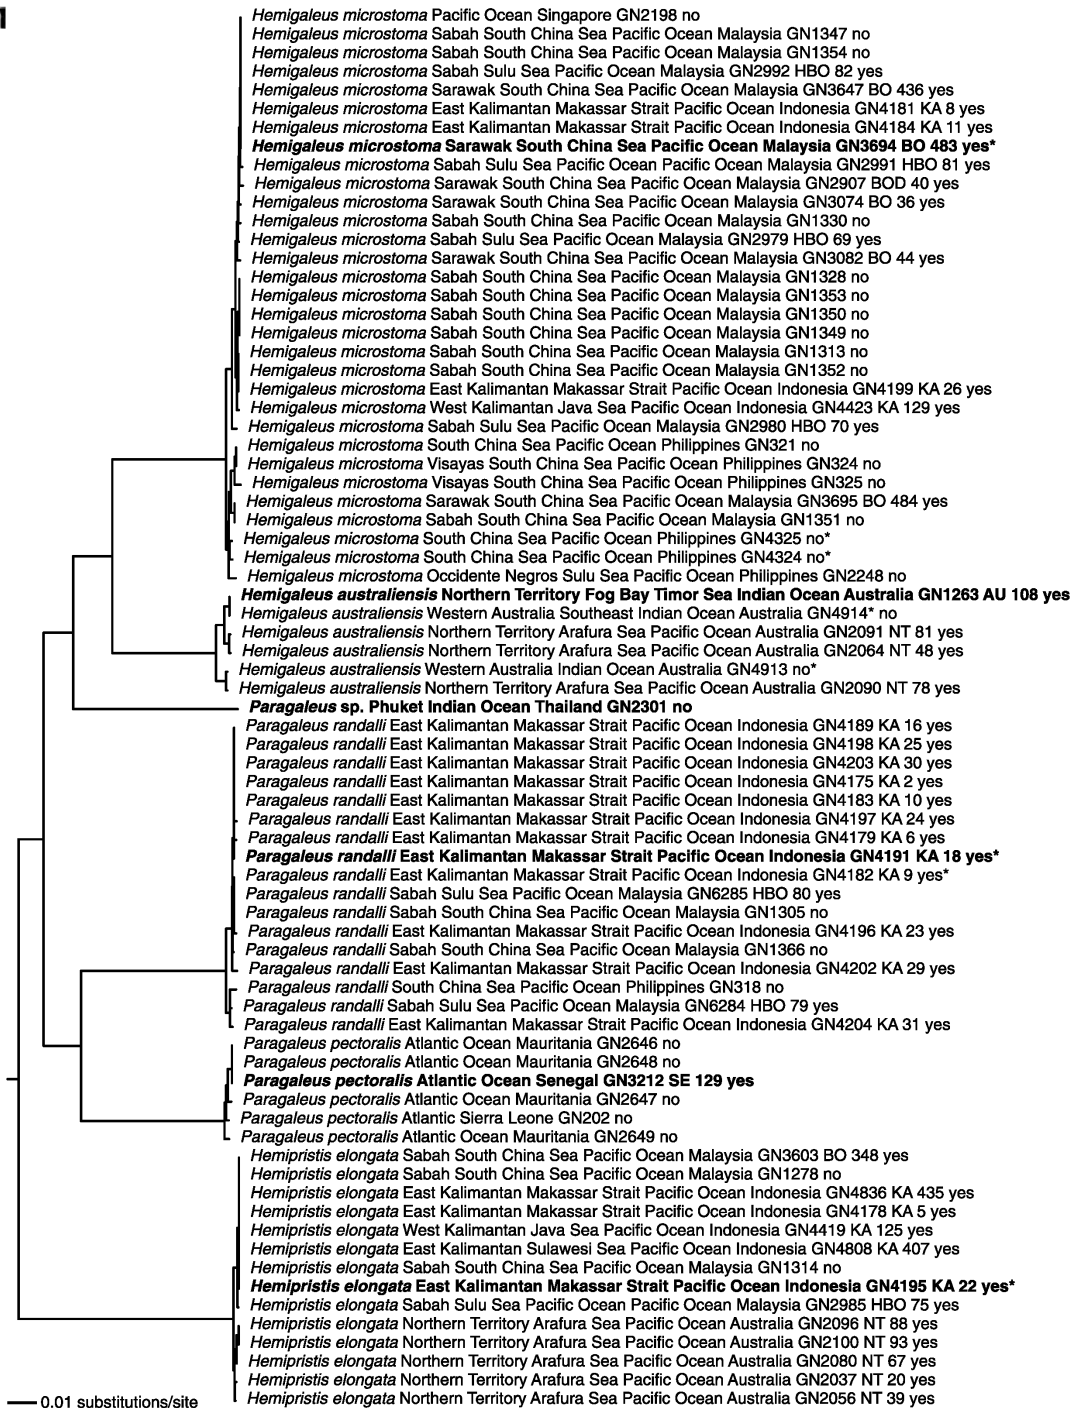 Hemigaleus microstoma Pacific Ocean Singapore GN2198 no
Hemigaleus microstoma Sabah South China Sea Pacific Ocean Malaysia GN1347 no
Hemigaleus microstoma Sabah South China Sea Pacific Ocean Malaysia GN1354 no
Hemigaleus microstoma Sabah Sulu Sea Pacific Ocean Malaysia GN2992 HBO 82 yes
Hemigaleus microstoma Sarawak South China Sea Pacific Ocean Malaysia GN3647 BO 436 yes
Hemigaleus microstoma East Kalimantan Makassar Strait Pacific Ocean Indonesia GN4181 KA 8 yes
Hemigaleus microstoma East Kalimantan Makassar Strait Pacific Ocean Indonesia GN4184 KA 11 yes
Hemigaleus microstoma Sarawak South China Sea Pacific Ocean Malaysia GN3694 BO 483 yes*
Hemigaleus microstoma Sabah Sulu Sea Pacific Ocean Malaysia GN2991 HBO 81 yes
Hemigaleus microstoma Sarawak South China Sea Pacific Ocean Malaysia GN2907 BOD 40 yes
Hemigaleus microstoma Sarawak South China Sea Pacific Ocean Malaysia GN3074 BO 36 yes
Hemigaleus microstoma Sabah South China Sea Pacific Ocean Malaysia GN1330 no
Hemigaleus microstoma Sabah Sulu Sea Pacific Ocean Malaysia GN2979 HBO 69 yes
Hemigaleus microstoma Sarawak South China Sea Pacific Ocean Malaysia GN3082 BO 44 yes
Hemigaleus microstoma Sabah South China Sea Pacific Ocean Malaysia GN1328 no
Hemigaleus microstoma Sabah South China Sea Pacific Ocean Malaysia GN1353 no
Hemigaleus microstoma Sabah South China Sea Pacific Ocean Malaysia GN1350 no
Hemigaleus microstoma Sabah South China Sea Pacific Ocean Malaysia GN1349 no
Hemigaleus microstoma Sabah South China Sea Pacific Ocean Malaysia GN1313 no
Hemigaleus microstoma Sabah South China Sea Pacific Ocean Malaysia GN1352 no
Hemigaleus microstoma East Kalimantan Makassar Strait Pacific Ocean Indonesia GN4199 KA 26 yes
Hemigaleus microstoma West Kalimantan Java Sea Pacific Ocean Indonesia GN4423 KA 129 yes
Hemigaleus microstoma Sabah Sulu Sea Pacific Ocean Malaysia GN2980 HBO 70 yes
Hemigaleus microstoma South China Sea Pacific Ocean Philippines GN321 no
Hemigaleus microstoma Visayas South China Sea Pacific Ocean Philippines GN324 no
Hemigaleus microstoma Visayas South China Sea Pacific Ocean Philippines GN325 no
Hemigaleus microstoma Sarawak South China Sea Pacific Ocean Malaysia GN3695 BO 484 yes
Hemigaleus microstoma Sabah South China Sea Pacific Ocean Malaysia GN1351 no
Hemigaleus microstoma South China Sea Pacific Ocean Philippines GN4325 no*
Hemigaleus microstoma South China Sea Pacific Ocean Philippines GN4324 no*
Hemigaleus microstoma Occidente Negros Sulu Sea Pacific Ocean Philippines GN2248 no
Hemigaleus australiensis Northern Territory Fog Bay Timor Sea Indian Ocean Australia GN1263 AU 108 yes
Hemigaleus australiensis Western Australia Southeast Indian Ocean Australia GN4914* no
Hemigaleus australiensis Northern Territory Arafura Sea Pacific Ocean Australia GN2091 NT 81 yes
Hemigaleus australiensis Northern Territory Arafura Sea Pacific Ocean Australia GN2064 NT 48 yes
Hemigaleus australiensis Western Australia Indian Ocean Australia GN4913 no*
Hemigaleus australiensis Northern Territory Arafura Sea Pacific Ocean Australia GN2090 NT 78 yes
Paragaleus sp. Phuket Indian Ocean Thailand GN2301 no
Paragaleus randalli East Kalimantan Makassar Strait Pacific Ocean Indonesia GN4189 KA 16 yes
Paragaleus randalli East Kalimantan Makassar Strait Pacific Ocean Indonesia GN4198 KA 25 yes
Paragaleus randalli East Kalimantan Makassar Strait Pacific Ocean Indonesia GN4203 KA 30 yes
Paragaleus randalli East Kalimantan Makassar Strait Pacific Ocean Indonesia GN4175 KA 2 yes
Paragaleus randalli East Kalimantan Makassar Strait Pacific Ocean Indonesia GN4183 KA 10 yes
Paragaleus randalli East Kalimantan Makassar Strait Pacific Ocean Indonesia GN4197 KA 24 yes
Paragaleus randalli East Kalimantan Makassar Strait Pacific Ocean Indonesia GN4179 KA 6 yes
Paragaleus randalli East Kalimantan Makassar Strait Pacific Ocean Indonesia GN4191 KA 18 yes*
Paragaleus randalli East Kalimantan Makassar Strait Pacific Ocean Indonesia GN4182 KA 9 yes*
Paragaleus randalli Sabah Sulu Sea Pacific Ocean Malaysia GN6285 HBO 80 yes
Paragaleus randalli Sabah South China Sea Pacific Ocean Malaysia GN1305 no
Paragaleus randalli East Kalimantan Makassar Strait Pacific Ocean Indonesia GN4196 KA 23 yes
Paragaleus randalli Sabah South China Sea Pacific Ocean Malaysia GN1366 no
Paragaleus randalli East Kalimantan Makassar Strait Pacific Ocean Indonesia GN4202 KA 29 yes
Paragaleus randalli South China Sea Pacific Ocean Philippines GN318 no
Paragaleus randalli Sabah Sulu Sea Pacific Ocean Malaysia GN6284 HBO 79 yes
Paragaleus randalli East Kalimantan Makassar Strait Pacific Ocean Indonesia GN4204 KA 31 yes
Paragaleus pectoralis Atlantic Ocean Mauritania GN2646 no
Paragaleus pectoralis Atlantic Ocean Mauritania GN2648 no
Paragaleus pectoralis Atlantic Ocean Senegal GN3212 SE 129 yes
Paragaleus pectoralis Atlantic Ocean Mauritania GN2647 no
Paragaleus pectoralis Atlantic Sierra Leone GN202 no
Paragaleus pectoralis Atlantic Ocean Mauritania GN2649 no
Hemipristis elongata Sabah South China Sea Pacific Ocean Malaysia GN3603 BO 348 yes
Hemipristis elongata Sabah South China Sea Pacific Ocean Malaysia GN1278 no
Hemipristis elongata East Kalimantan Makassar Strait Pacific Ocean Indonesia GN4836 KA 435 yes
Hemipristis elongata East Kalimantan Makassar Strait Pacific Ocean Indonesia GN4178 KA 5 yes
Hemipristis elongata West Kalimantan Java Sea Pacific Ocean Indonesia GN4419 KA 125 yes
Hemipristis elongata East Kalimantan Sulawesi Sea Pacific Ocean Indonesia GN4808 KA 407 yes
Hemipristis elongata Sabah South China Sea Pacific Ocean Malaysia GN1314 no
Hemipristis elongata East Kalimantan Makassar Strait Pacific Ocean Indonesia GN4195 KA 22 yes*
Hemipristis elongata Sabah Sulu Sea Pacific Ocean Pacific Ocean Malaysia GN2985 HBO 75 yes
Hemipristis elongata Northern Territory Arafura Sea Pacific Ocean Australia GN2096 NT 88 yes
Hemipristis elongata Northern Territory Arafura Sea Pacific Ocean Australia GN2100 NT 93 yes
Hemipristis elongata Northern Territory Arafura Sea Pacific Ocean Australia GN2080 NT 67 yes
Hemipristis elongata Northern Territory Arafura Sea Pacific Ocean Australia GN2037 NT 20 yes
Hemipristis elongata Northern Territory Arafura Sea Pacific Ocean Australia GN2056 NT 39 yes
0.01 substitutions/site